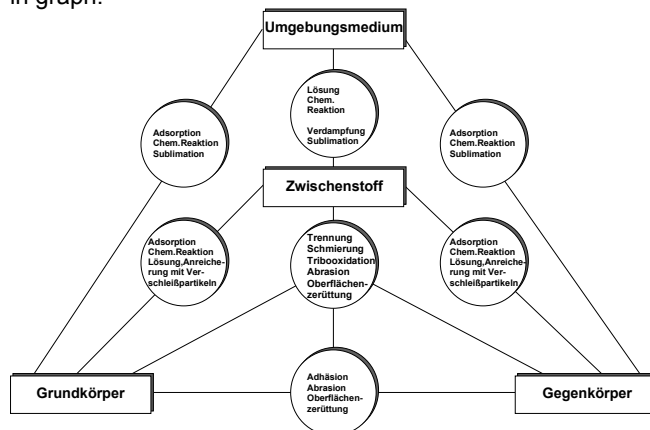 in graph.
Umgebungsmedium
Lösung
Chem.
Reaktion
Verdampfung
Sublimation
Adsorption
Chem.Reaktion
Sublimation
Adsorption
Chem.Reaktion
Sublimation
Zwischenstoff
Adsorption
Chem.Reaktion
Lösung,Anreiche-
rung mit Ver-
schleißpartikeln
Trennung
Schmierung
Tribooxidation
Abrasion
Oberflächen-
zerüttung
Adsorption
Chem.Reaktion
Lösung,Anreiche-
rung mit Ver-
schleißpartikeln
Grundkörper
Adhäsion
Abrasion
Oberflächen-
zerüttung
Gegenkörper